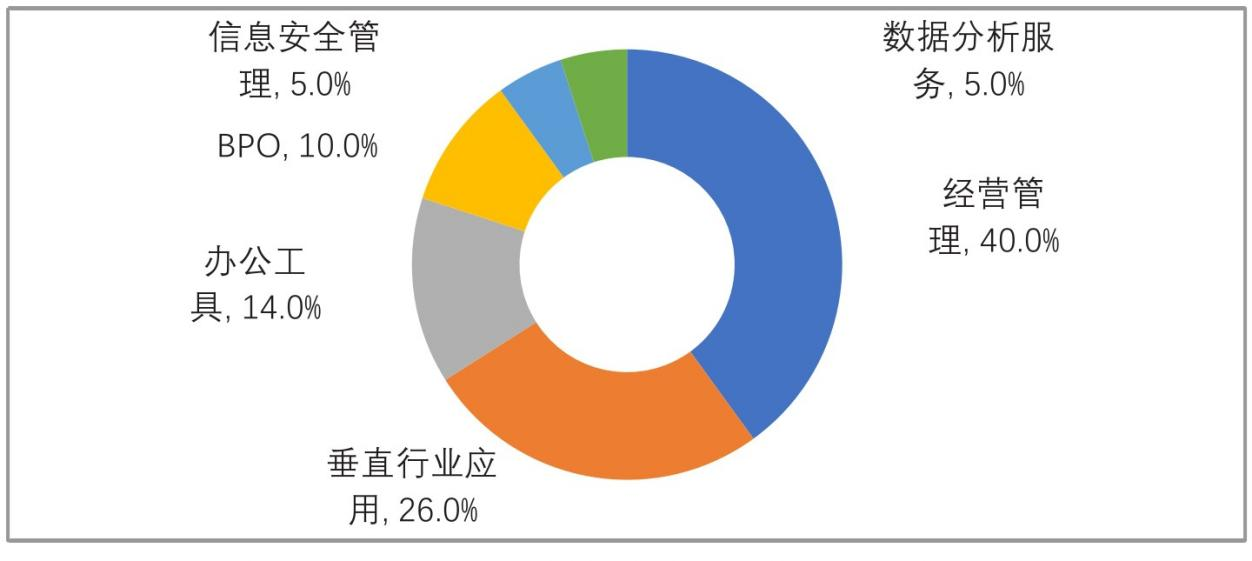 信息安全管
理, 5.0%
数据分析服
务, 5.0%
BPO, 10.0%
经营管
理, 40.0%
办公工
具, 14.0%
垂直行业应
用, 26.0%